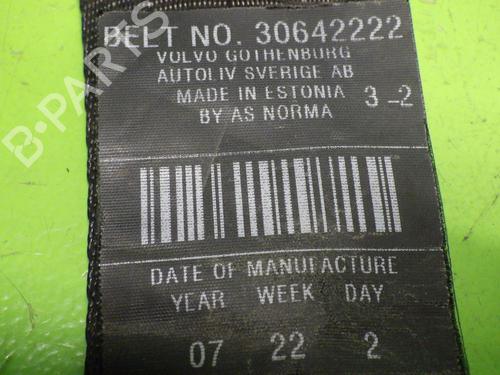 BELT NO. 30642222
VOLVO GOTHENBURG
AUTOLIV SVERIGE AB
MADE IN ESTONIA 3-2
BY AS NORMA
DATE OF MANUFACTURE
YEAR WEEK DAY
07 22 2
B-PARTS